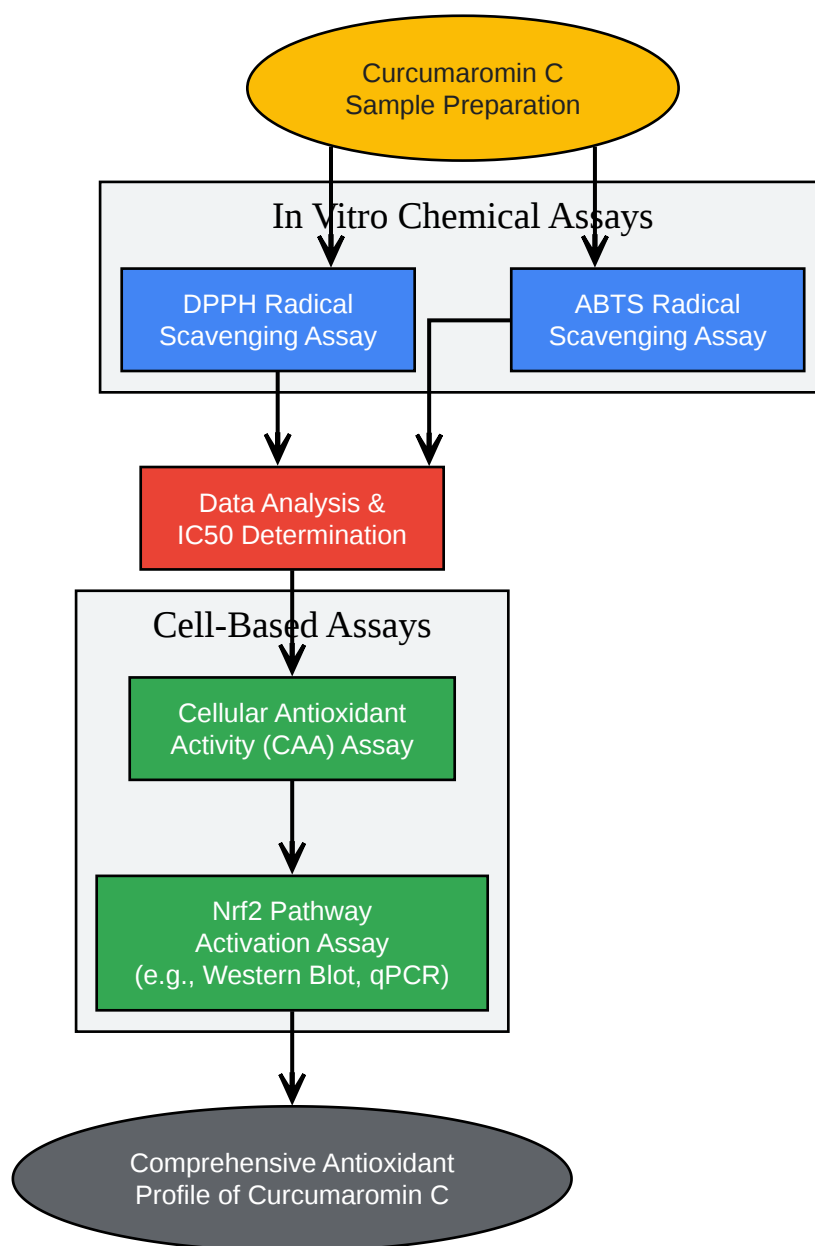 Curcumaromin C
Sample Preparation
In Vitro Chemical Assays
DPPH Radical
Scavenging Assay
ABTS Radical
Scavenging Assay
Data Analysis &
IC50 Determination
Cell-Based Assays
Cellular Antioxidant
Activity (CAA) Assay
Nrf2 Pathway
Activation Assay
(e.g., Western Blot, qPCR)
Comprehensive Antioxidant
Profile of Curcumaromin C